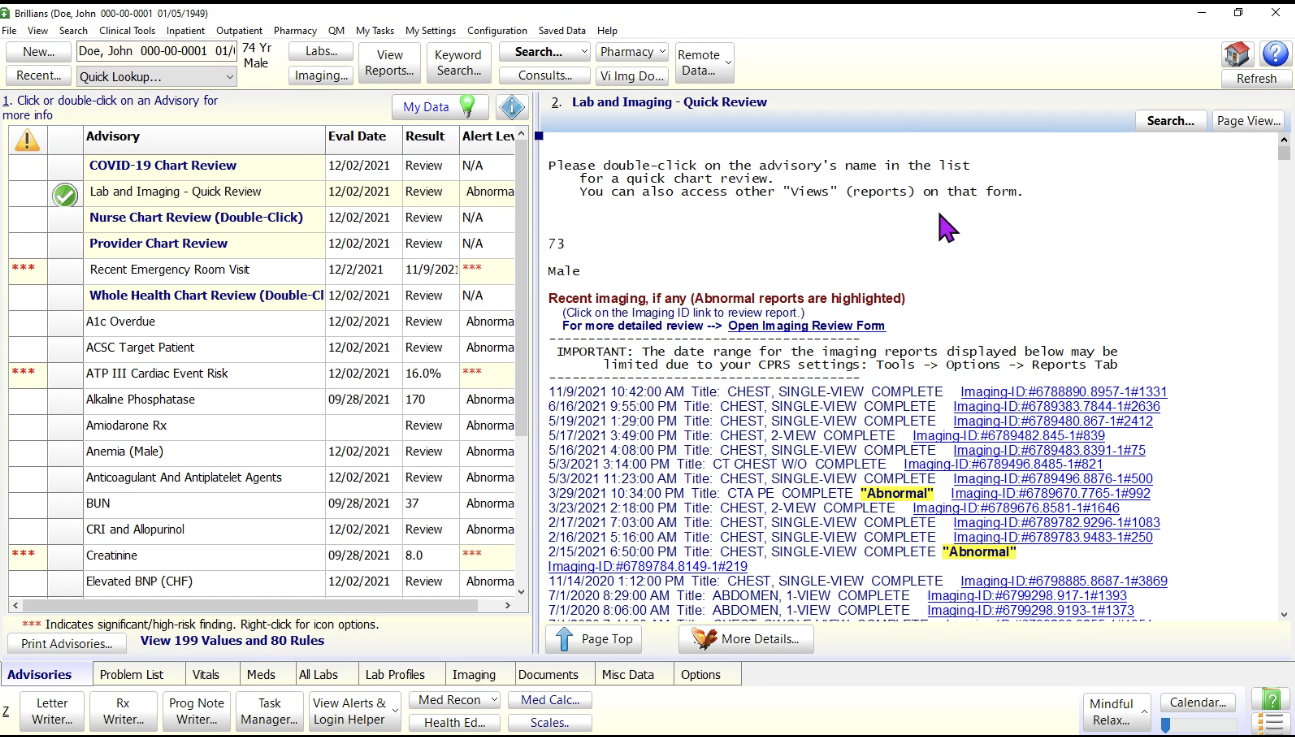 Brillians (Doe, John 000-00-0001 01/05/1949)
File View Search Clinical Tools Inpatient Outpatient Pharmacy QM My Tasks My Settings Configuration Saved Data Help
New... Doe, John 000-00-0001 01/( 74 Yr Male Labs... View Reports... Keyword Search... Search... Pharmacy Remote Data...
Recent... Quick Lookup... Imaging... Consults... Vi Img Do... Refresh
1. Click or double-click on an Advisory for
more info
My Data
Advisory Eval Date Result Alert Lev
COVID-19 Chart Review 12/02/2021 Review N/A
Lab and Imaging - Quick Review 12/02/2021 Review Abnorma
Nurse Chart Review (Double-Click) 12/02/2021 Review N/A
Provider Chart Review 12/02/2021 Review N/A
*** Recent Emergency Room Visit 12/2/2021 11/9/2021 ***
Whole Health Chart Review (Double-Cl 12/02/2021 Review N/A
A1c Overdue 12/02/2021 Review Abnorma
ACSC Target Patient 12/02/2021 Review Abnorma
*** ATP III Cardiac Event Risk 12/02/2021 16.0% ***
Alkaline Phosphatase 09/28/2021 170 Abnorma
Amiodarone Rx Review Abnorma
Anemia (Male) 12/02/2021 Review Abnorma
Anticoagulant And Antiplatelet Agents 12/02/2021 Review Abnorma
BUN 09/28/2021 37 Abnorma
CRI and Allopurinol 12/02/2021 Review Abnorma
*** Creatinine 09/28/2021 8.0 ***
Elevated BNP (CHF) 12/02/2021 Review Abnorma
*** Indicates significant/high-risk finding. Right-click for icon options.
Print Advisories... View 199 Values and 80 Rules
2. Lab and Imaging - Quick Review
Search... Page View...
Please double-click on the advisory's name in the list
for a quick chart review.
You can also access other "Views" (reports) on that form.
73
Male
Recent imaging, if any (Abnormal reports are highlighted)
(Click on the Imaging ID link to review report.)
For more detailed review --> Open Imaging Review Form
----------------------------------------
IMPORTANT: The date range for the imaging reports displayed below may be
limited due to your CPRS settings: Tools -> Options -> Reports Tab
----------------------------------------
11/9/2021 10:42:00 AM Title: CHEST, SINGLE-VIEW COMPLETE Imaging-ID:#6788890.8957-1#1331
6/16/2021 9:55:00 PM Title: CHEST, SINGLE-VIEW COMPLETE Imaging-ID:#6789383.7844-1#2636
5/19/2021 1:29:00 PM Title: CHEST, SINGLE-VIEW COMPLETE Imaging-ID:#6789480.867-1#2412
5/17/2021 3:49:00 PM Title: CHEST, 2-VIEW COMPLETE Imaging-ID:#6789482.845-1#839
5/16/2021 4:08:00 PM Title: CHEST, SINGLE-VIEW COMPLETE Imaging-ID:#6789483.8391-1#75
5/3/2021 3:14:00 PM Title: CT CHEST W/O COMPLETE Imaging-ID:#6789496.8485-1#821
5/3/2021 11:23:00 AM Title: CHEST, SINGLE-VIEW COMPLETE Imaging-ID:#6789496.8876-1#500
3/29/2021 10:34:00 PM Title: CTA PE COMPLETE "Abnormal" Imaging-ID:#6789670.7765-1#992
3/23/2021 2:18:00 PM Title: CHEST, 2-VIEW COMPLETE Imaging-ID:#6789676.8581-1#1646
2/17/2021 7:03:00 AM Title: CHEST, SINGLE-VIEW COMPLETE Imaging-ID:#6789782.9296-1#1083
2/16/2021 5:16:00 AM Title: CHEST, SINGLE-VIEW COMPLETE Imaging-ID:#6789783.9483-1#250
2/15/2021 6:50:00 PM Title: CHEST, SINGLE-VIEW COMPLETE "Abnormal"
Imaging-ID:#6789784.8149-1#219
11/14/2020 1:12:00 PM Title: CHEST, SINGLE-VIEW COMPLETE Imaging-ID:#6798885.8687-1#3869
7/1/2020 8:29:00 AM Title: ABDOMEN, 1-VIEW COMPLETE Imaging-ID:#6799298.917-1#1393
7/1/2020 8:06:00 AM Title: ABDOMEN, 1-VIEW COMPLETE Imaging-ID:#6799298.9193-1#1373
Page Top More Details...
Advisories Problem List Vitals Meds All Labs Lab Profiles Imaging Documents Misc Data Options
Z Letter Writer... Rx Writer... Prog Note Writer... Task Manager... View Alerts & Login Helper Med Recon Med Calc... Mindful Relax... Calendar...
Health Ed... Scales..